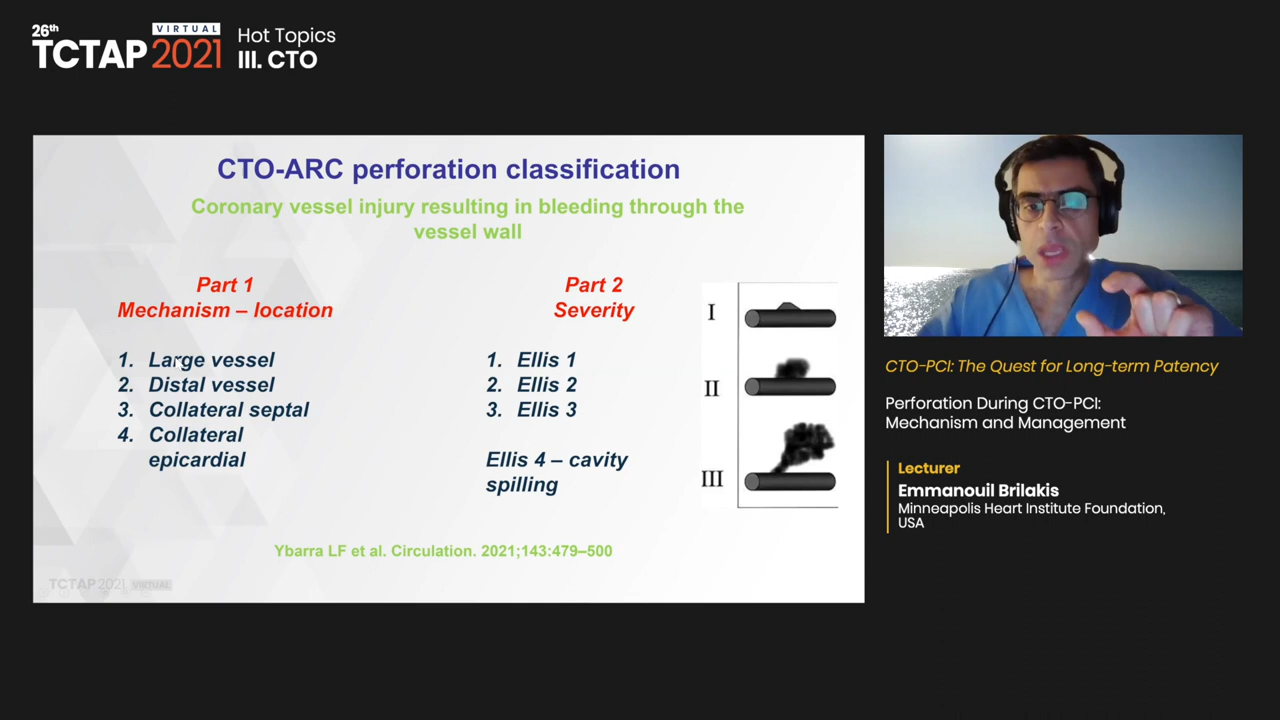 26th
VIRTUAL
TCTAP 2021
Hot Topics
III. CTO
CTO-ARC perforation classification
Coronary vessel injury resulting in bleeding through the
vessel wall
Part 1
Mechanism – location
1. Large vessel
2. Distal vessel
3. Collateral septal
4. Collateral
epicardial
Part 2
Severity
1. Ellis 1
2. Ellis 2
3. Ellis 3
Ellis 4 – cavity
spilling
I
II
III
Ybarra LF et al. Circulation. 2021;143:479–500
TCTAP 2021 VIRTUAL
CTO-PCI: The Quest for Long-term Patency
Perforation During CTO-PCI:
Mechanism and Management
Lecturer
Emmanouil Brilakis
Minneapolis Heart Institute Foundation,
USA